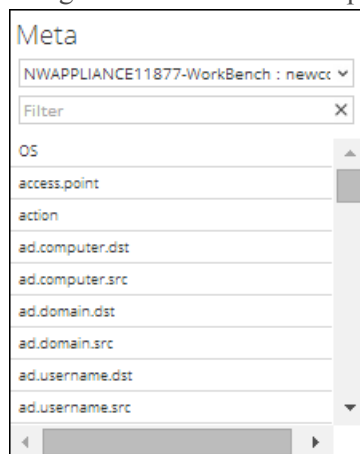 Meta
NWAPPLIANCE11877-WorkBench : newcc
Filter
OS
access.point
action
ad.computer.dst
ad.computer.src
ad.domain.dst
ad.domain.src
ad.username.dst
ad.username.src